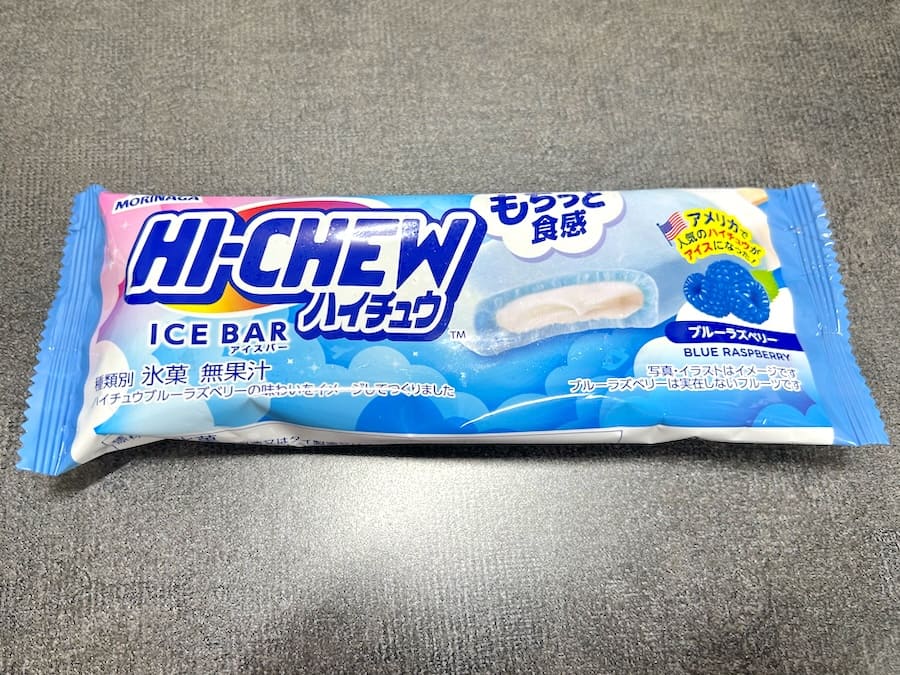 MORINAGA
HI-CHEW
ハイチュウ
TM
ICE BAR
アイスバー
種類別 氷菓 無果汁
ハイチュウブルーラズベリーの味わいをイメージしてつくりました
もちっと
食感
アメリカで
人気のハイチュウが
アイスになった♪
ブルーラズベリー
BLUE RASPBERRY
写真・イラストはイメージです
ブルーラズベリーは実在しないフルーツです